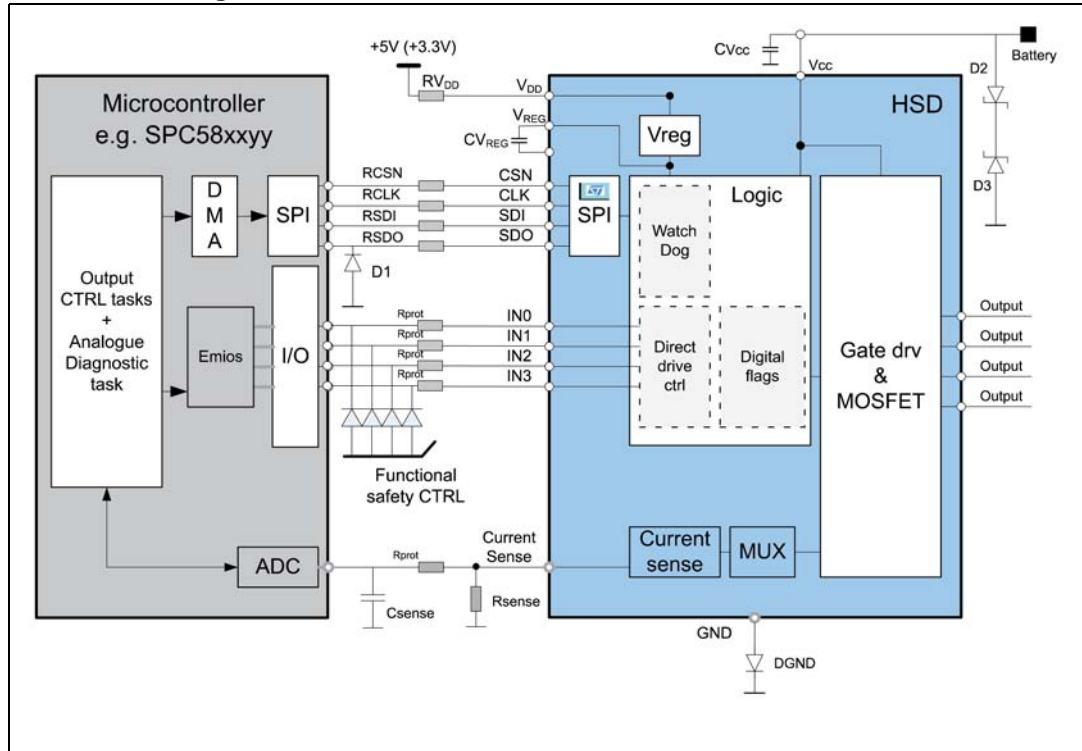 +5V (+3.3V)
RVDD
VDD
VREG
CVREG
CVcc
Vcc
Battery
D2
D3
Microcontroller
e.g. SPC58xxyy
HSD
Vreg
RCSN
RCLK
RSDI
RSDO
CSN
CLK
SDI
SDO
D
M
A
SPI
ST
SPI
Logic
Watch
Dog
D1
Output
CTRL tasks
+
Analogue
Diagnostic
task
Emios
I/O
Rprot
Rprot
Rprot
Rprot
IN0
IN1
IN2
IN3
Direct
drive
ctrl
Digital
flags
Gate drv
&
MOSFET
Output
Output
Output
Output
Functional
safety CTRL
ADC
Rprot
Current
Sense
Csense
Rsense
Current
sense
MUX
GND
DGND